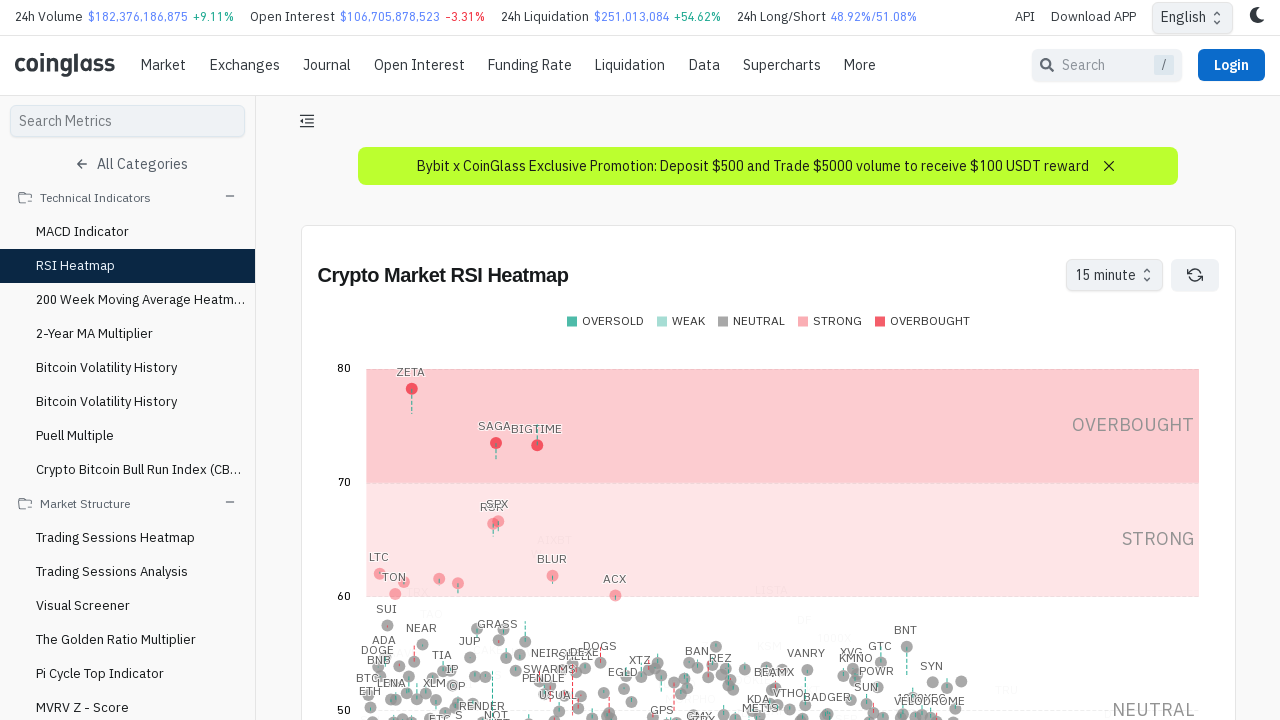 24h Volume $182,376,186,875 +9.11% Open Interest $106,705,878,523 -3.31% 24h Liquidation $251,013,084 +54.62% 24h Long/Short 48.92%/51.08% API Download APP English
coinglass Market Exchanges Journal Open Interest Funding Rate Liquidation Data Supercharts More Search / Login
Search Metrics
All Categories
Technical Indicators
MACD Indicator
RSI Heatmap
200 Week Moving Average Heatm...
2-Year MA Multiplier
Bitcoin Volatility History
Bitcoin Volatility History
Puell Multiple
Crypto Bitcoin Bull Run Index (CB...
Market Structure
Trading Sessions Heatmap
Trading Sessions Analysis
Visual Screener
The Golden Ratio Multiplier
Pi Cycle Top Indicator
MVRV Z - Score
Bybit x CoinGlass Exclusive Promotion: Deposit $500 and Trade $5000 volume to receive $100 USDT reward
Crypto Market RSI Heatmap
15 minute
OVERSOLD WEAK NEUTRAL STRONG OVERBOUGHT
80
ZETA
OVERBOUGHT
SAGA BIGTIME
70
SPX
RSR
STRONG
LTC BLUR
TON ACX
60
SUI
NEAR GRASS BNT
ADA JUP DOGS GTC
DOGE TIA NEIRO BAN VANRY
BNB XTZ REZ KMNO
SYN
BTC SWARMS EGLD POWR
ETH LENA XLM PENDLE SUN
OP USUAL VTHO BADGER
RENDER KDA VELODROME
METIS
S NOT GPS
50 NEUTRAL